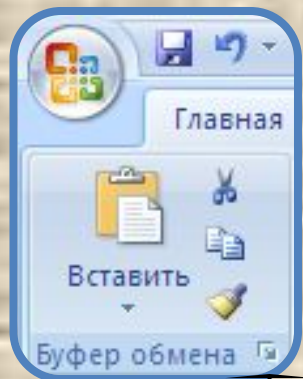 Главная
Вставить
Буфер обмена